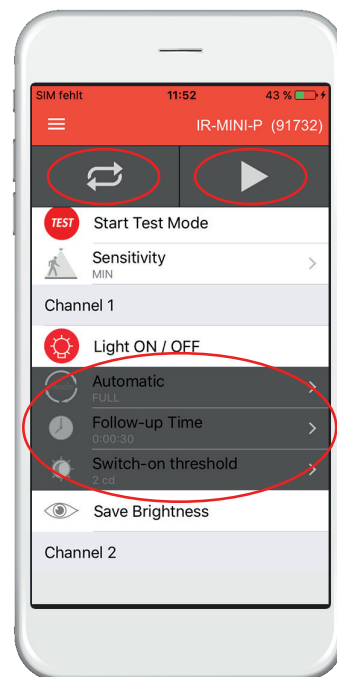 SIM fehlt 11:52 43 %
IR-MINI-P (91732)
TEST Start Test Mode
Sensitivity
MIN
Channel 1
Light ON / OFF
Automatic
FULL
Follow-up Time
0:00:30
Switch-on threshold
2 cd
Save Brightness
Channel 2